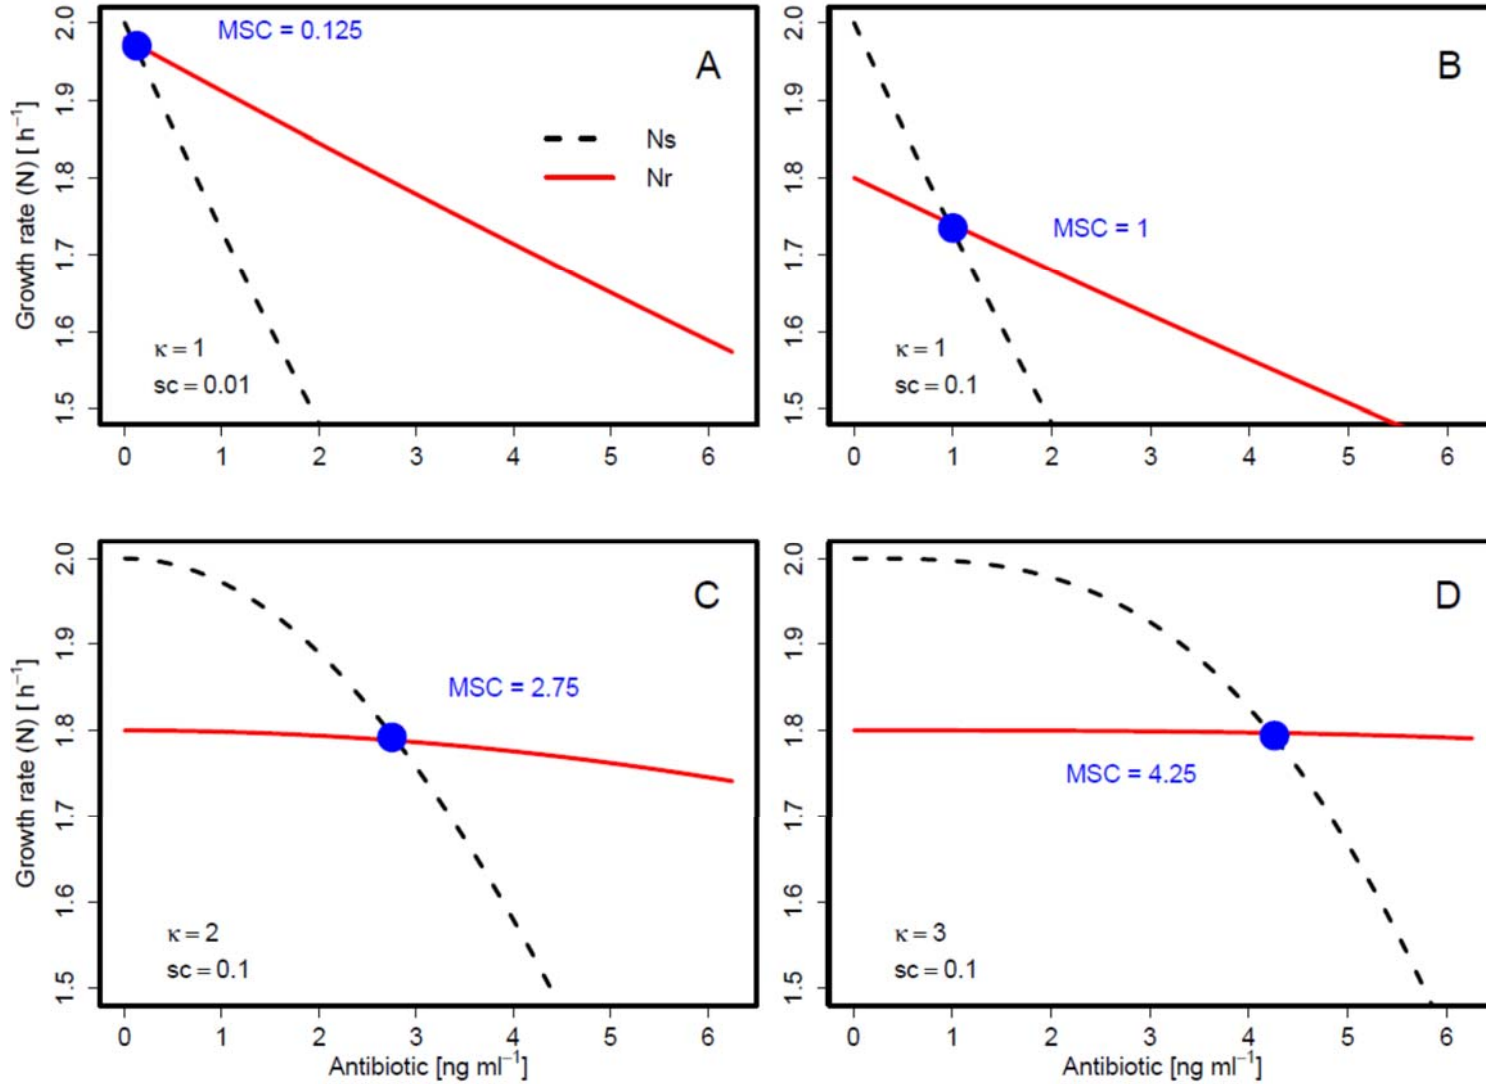 MSC = 0.125
A
Ns
Nr
κ = 1
sc = 0.01
Growth rate (N) [ h⁻¹]
1.5 1.6 1.7 1.8 1.9 2.0
0 1 2 3 4 5 6
B
MSC = 1
κ = 1
sc = 0.1
1.5 1.6 1.7 1.8 1.9 2.0
0 1 2 3 4 5 6
C
MSC = 2.75
κ = 2
sc = 0.1
Growth rate (N) [ h⁻¹]
1.5 1.6 1.7 1.8 1.9 2.0
0 1 2 3 4 5 6
Antibiotic [ng ml⁻¹]
D
MSC = 4.25
κ = 3
sc = 0.1
1.5 1.6 1.7 1.8 1.9 2.0
0 1 2 3 4 5 6
Antibiotic [ng ml⁻¹]